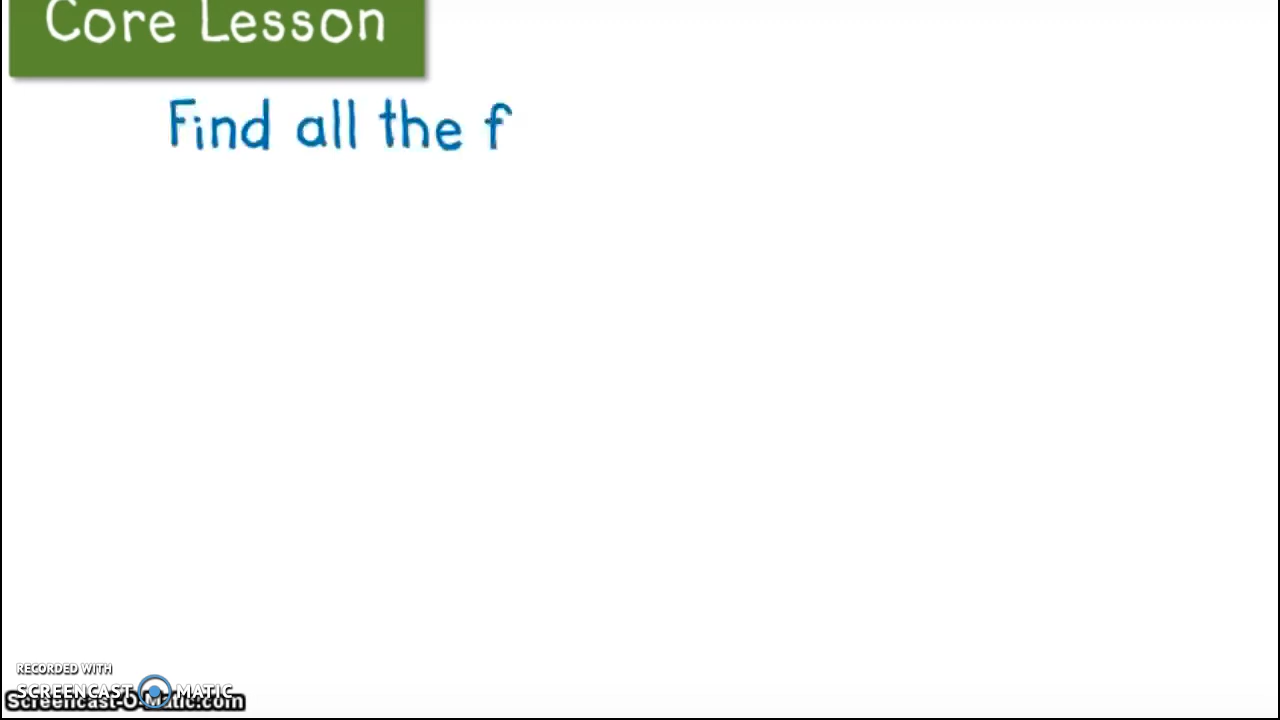 Core Lesson
Find all the f
RECORDED WITH
SCREENCAST MATIC
Screencast-O-Matic.com